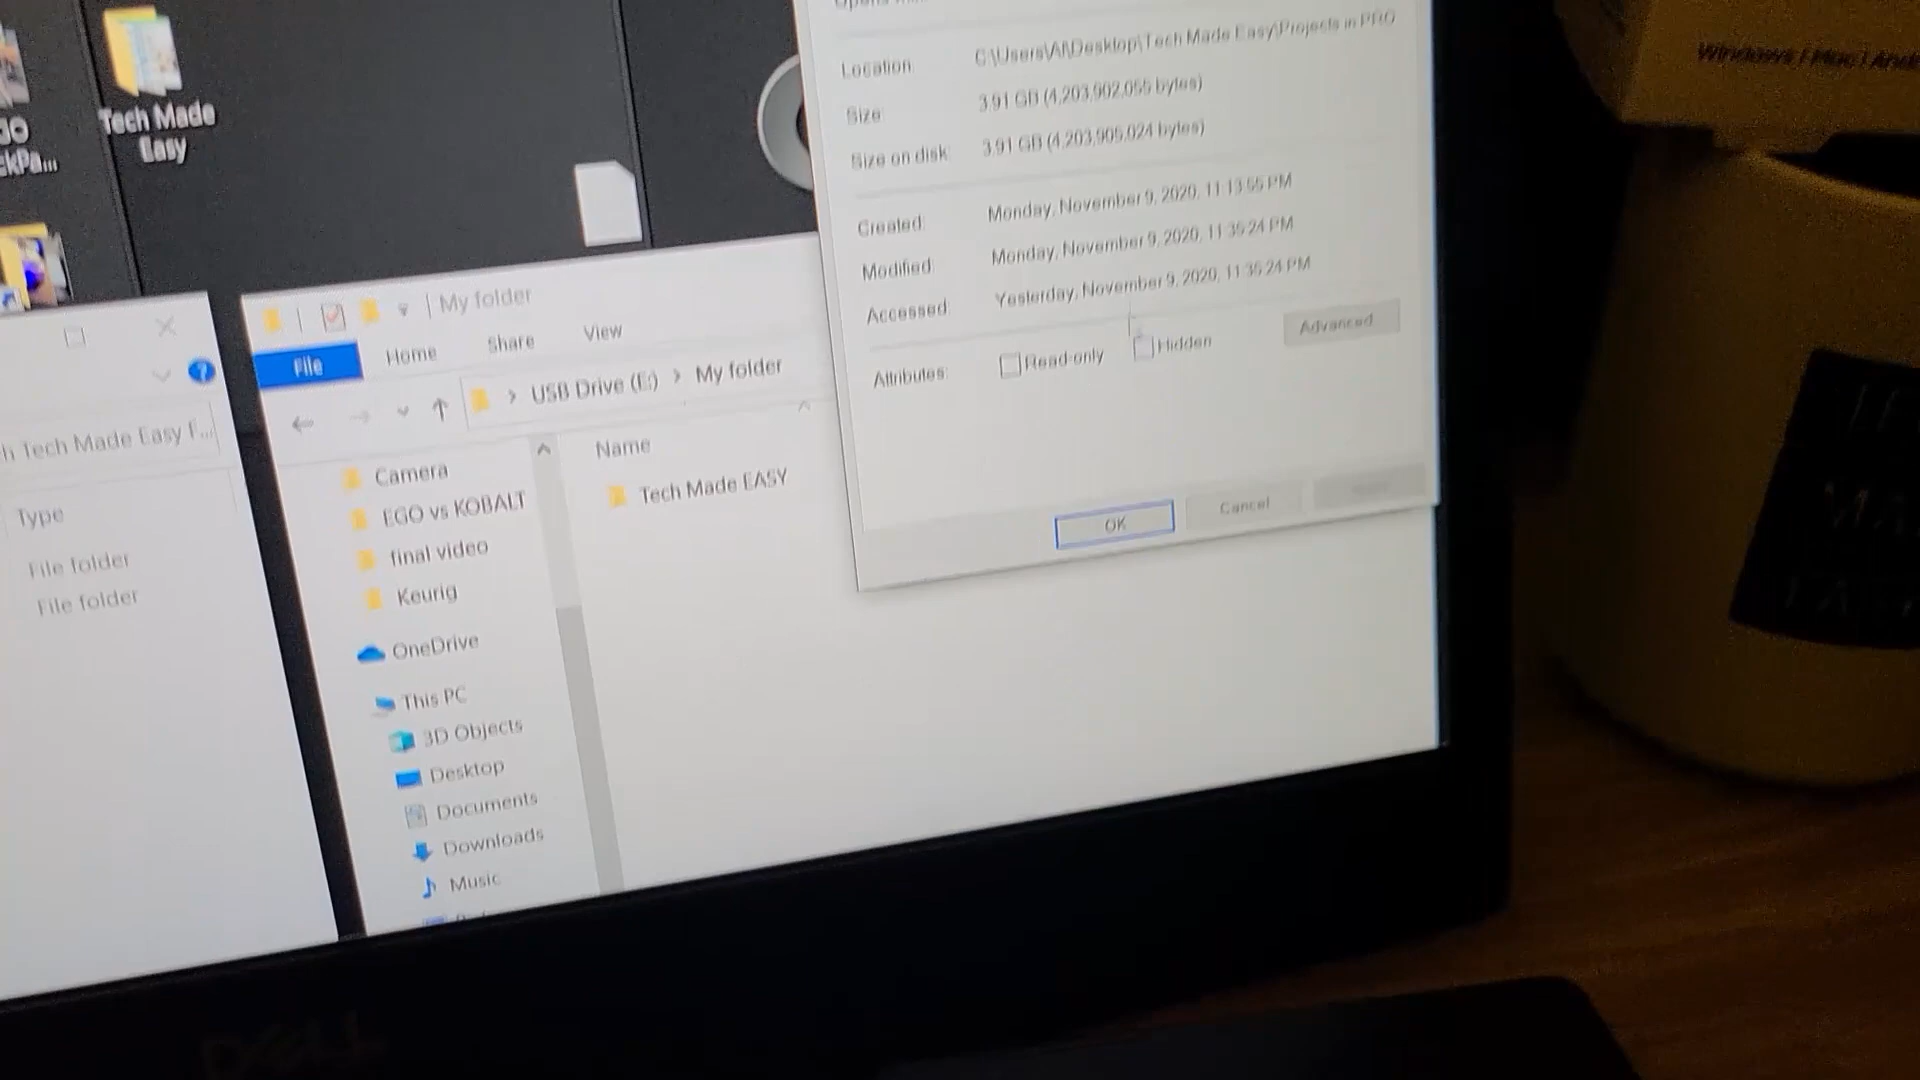 Tech Made
Easy
Location:
C:\Users\Al\Desktop\Tech Made Easy\Projects in PRO
Size:
3.91 GB (4,203,902,055 bytes)
Size on disk:
3.91 GB (4,203,905,024 bytes)
Created:
Monday, November 9, 2020, 11:13:55 PM
Modified:
Monday, November 9, 2020, 11:35:24 PM
Accessed:
Yesterday, November 9, 2020, 11:35:24 PM
Attributes:
Read-only
Hidden
Advanced...
OK
Cancel
My folder
File
Home
Share
View
USB Drive (E:) > My folder
Name
Tech Made EASY
Camera
EGO vs KOBALT
final video
Keurig
OneDrive
This PC
3D Objects
Desktop
Documents
Downloads
Music
h Tech Made Easy F...
Type
File folder
File folder
DELL
Windows / Mac / And